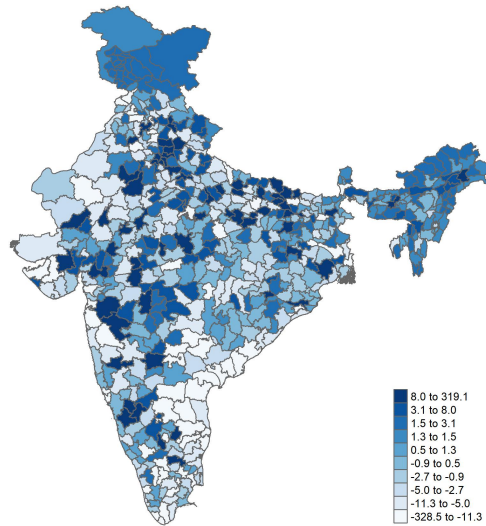 8.0 to 319.1
3.1 to 8.0
1.5 to 3.1
1.3 to 1.5
0.5 to 1.3
-0.9 to 0.5
-2.7 to -0.9
-5.0 to -2.7
-11.3 to -5.0
-328.5 to -11.3